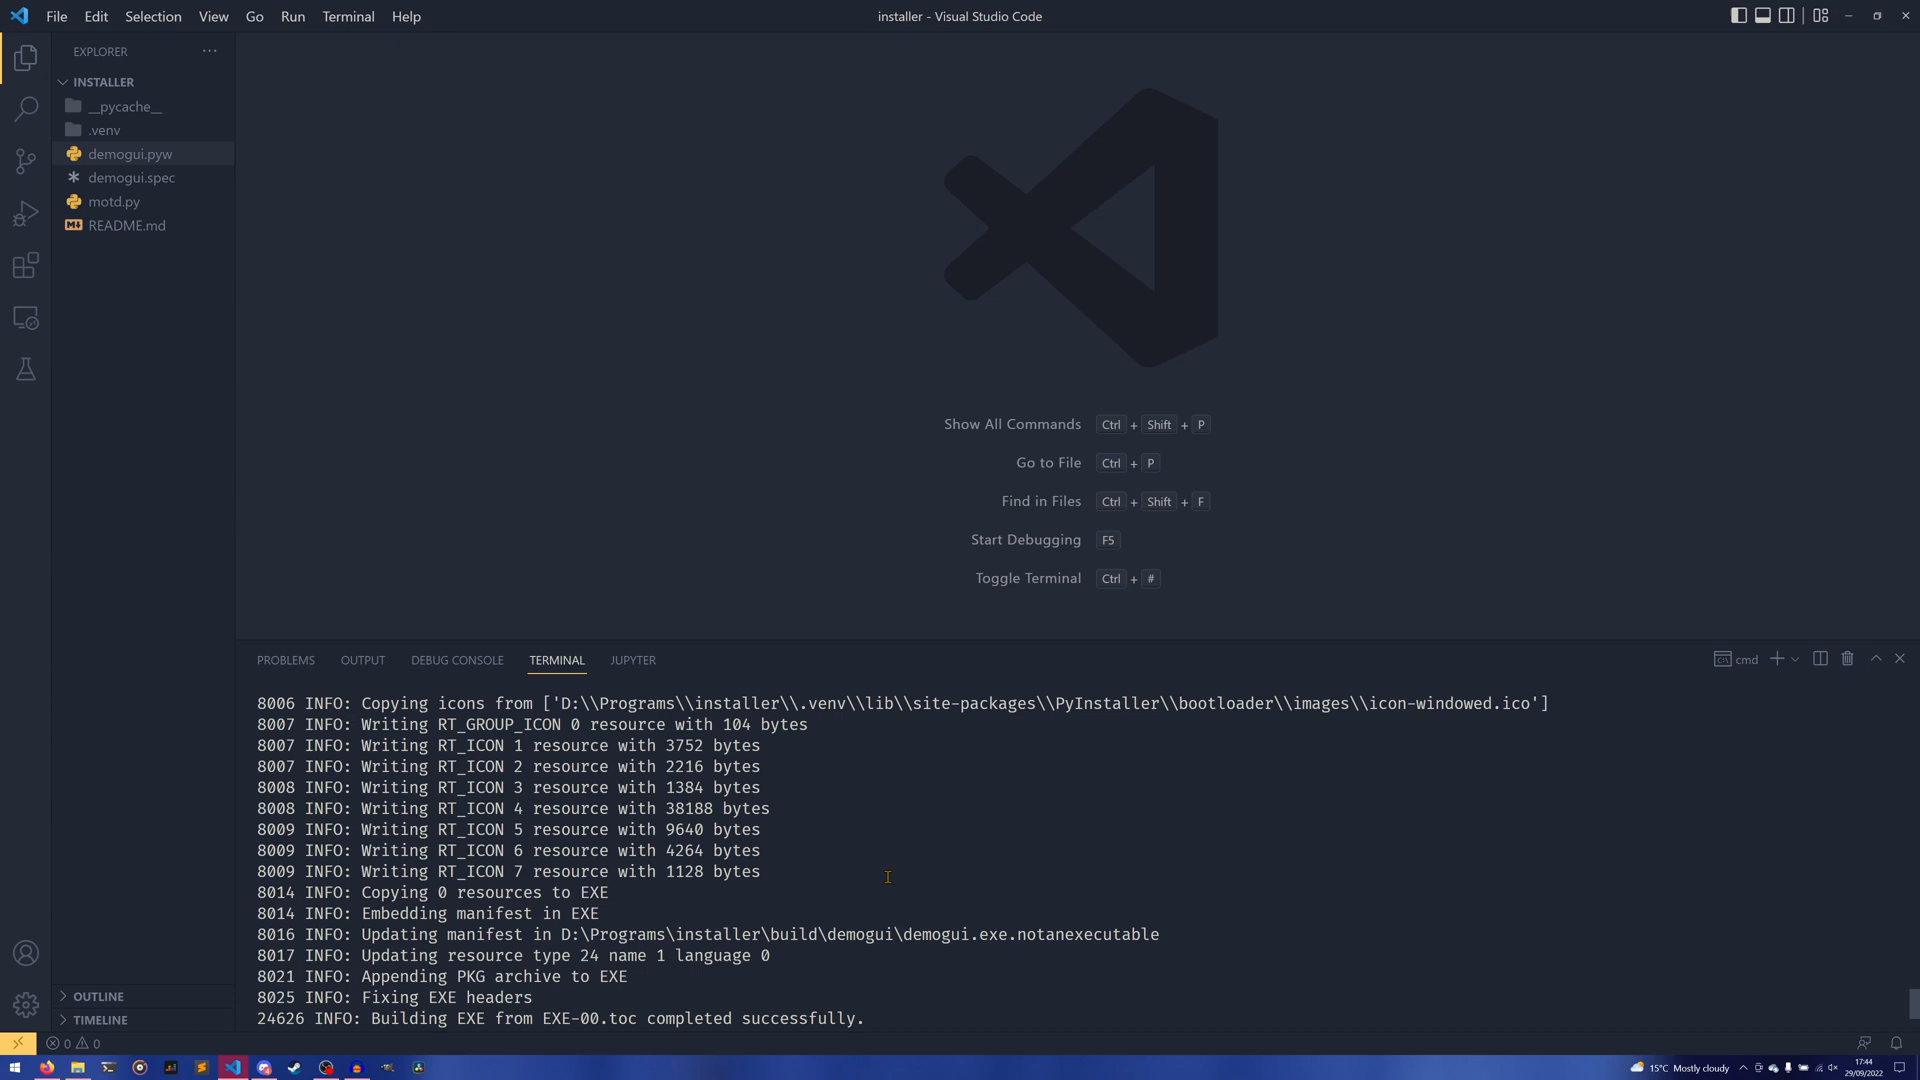 File Edit Selection View Go Run Terminal Help
installer - Visual Studio Code
EXPLORER
INSTALLER
__pycache__
.venv
demogui.pyw
demogui.spec
motd.py
README.md
OUTLINE
TIMELINE
Show All Commands Ctrl + Shift + P
Go to File Ctrl + P
Find in Files Ctrl + Shift + F
Start Debugging F5
Toggle Terminal Ctrl + #
PROBLEMS OUTPUT DEBUG CONSOLE TERMINAL JUPYTER
cmd
8006 INFO: Copying icons from ['D:\\Programs\\installer\\.venv\\lib\\site-packages\\PyInstaller\\bootloader\\images\\icon-windowed.ico']
8007 INFO: Writing RT_GROUP_ICON 0 resource with 104 bytes
8007 INFO: Writing RT_ICON 1 resource with 3752 bytes
8007 INFO: Writing RT_ICON 2 resource with 2216 bytes
8008 INFO: Writing RT_ICON 3 resource with 1384 bytes
8008 INFO: Writing RT_ICON 4 resource with 38188 bytes
8009 INFO: Writing RT_ICON 5 resource with 9640 bytes
8009 INFO: Writing RT_ICON 6 resource with 4264 bytes
8009 INFO: Writing RT_ICON 7 resource with 1128 bytes
8014 INFO: Copying 0 resources to EXE
8014 INFO: Embedding manifest in EXE
8016 INFO: Updating manifest in D:\Programs\installer\build\demogui\demogui.exe.notanexecutable
8017 INFO: Updating resource type 24 name 1 language 0
8021 INFO: Appending PKG archive to EXE
8025 INFO: Fixing EXE headers
24626 INFO: Building EXE from EXE-00.toc completed successfully.
0 0
15°C Mostly cloudy
17:44
29/09/2022